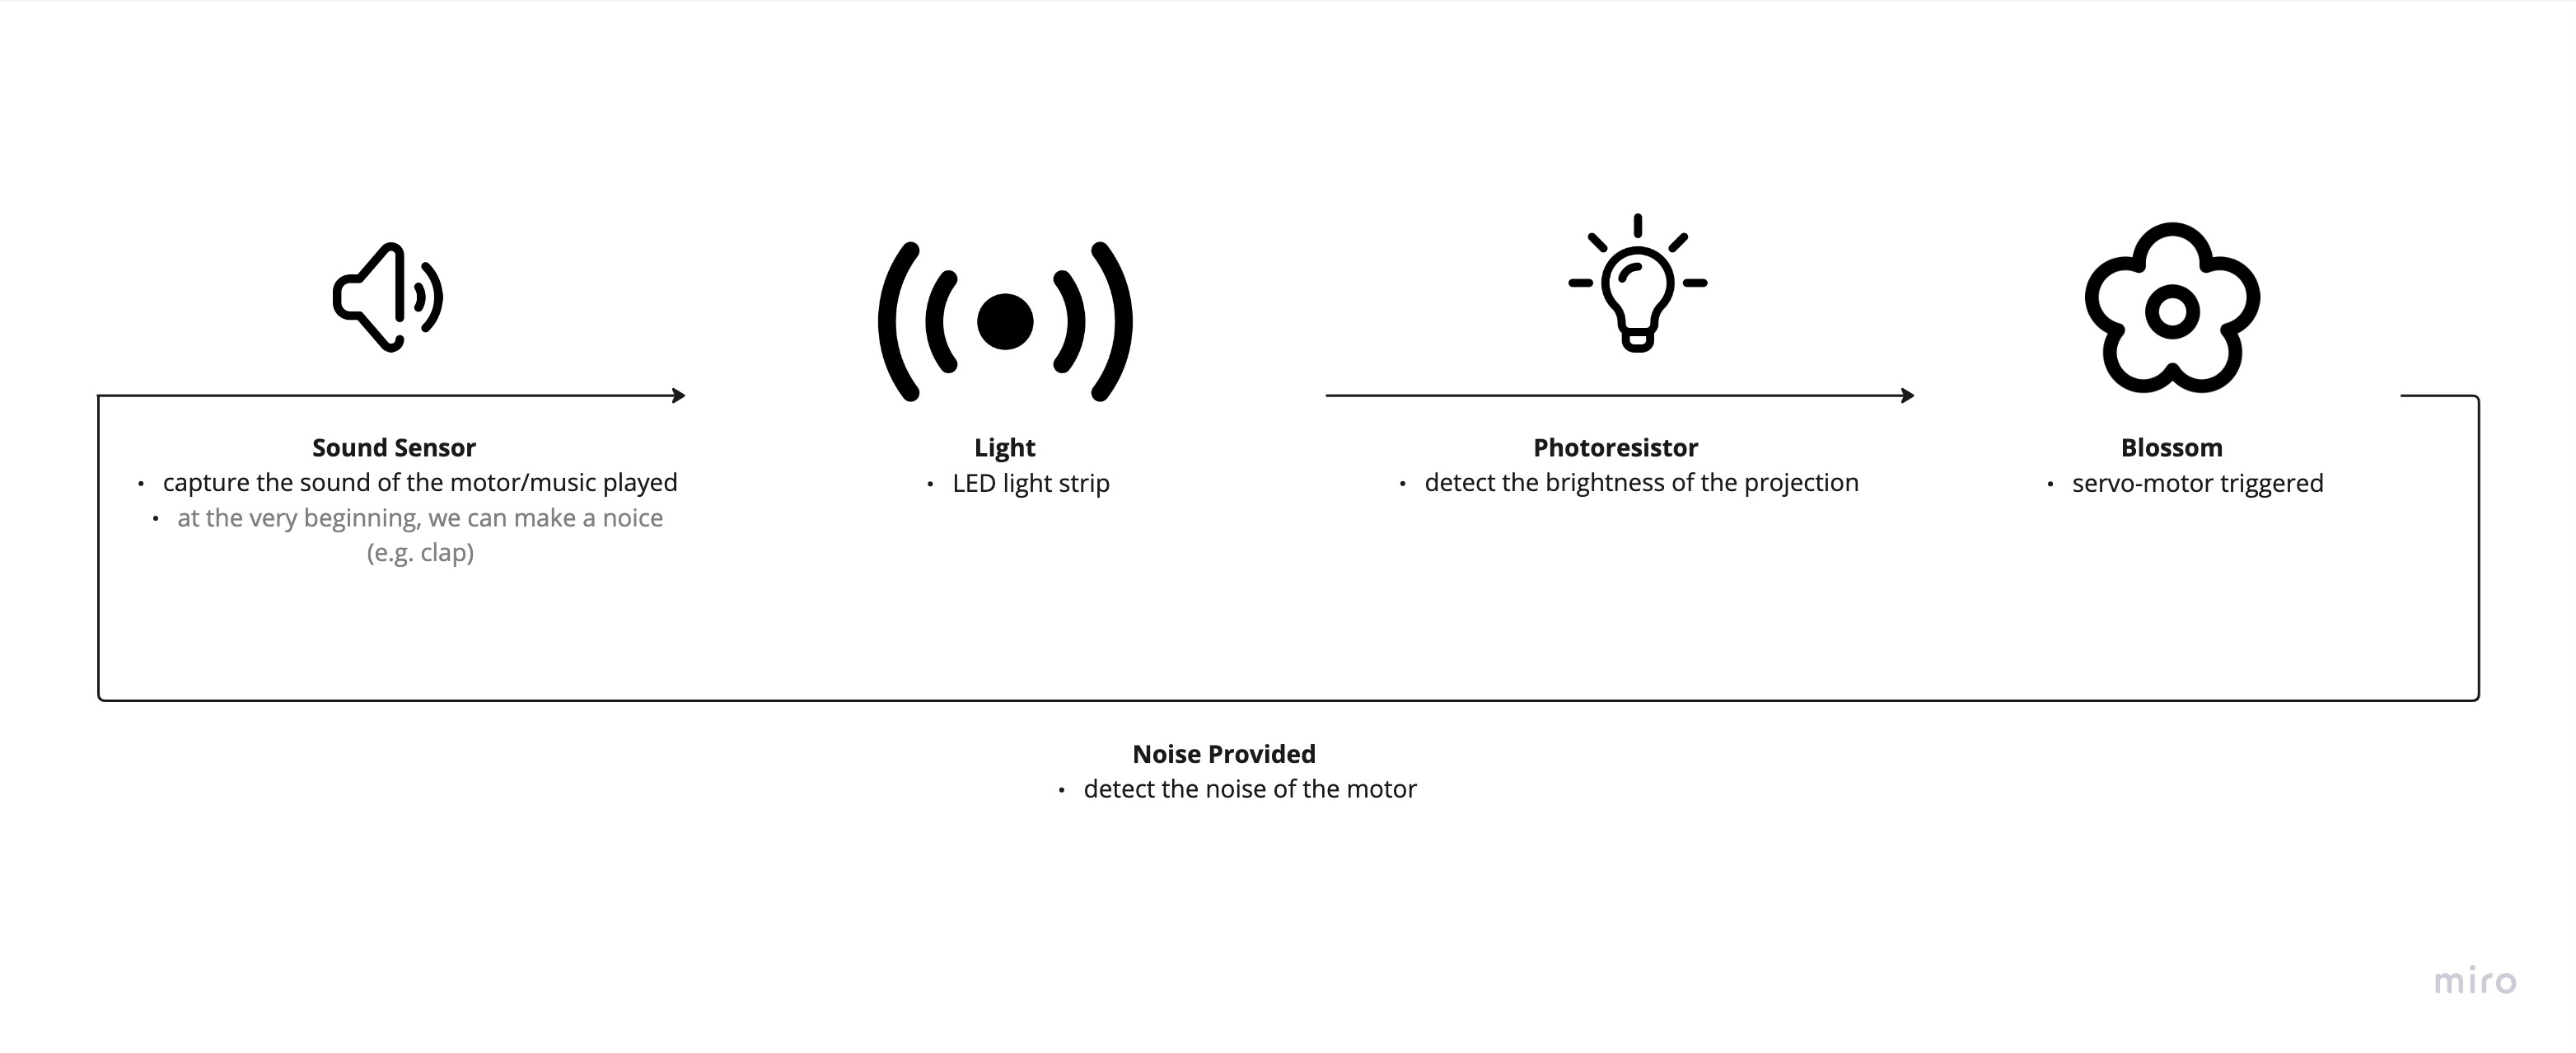 Sound Sensor
• capture the sound of the motor/music played
• at the very beginning, we can make a noice
(e.g. clap)
Light
• LED light strip
Photoresistor
• detect the brightness of the projection
Blossom
• servo-motor triggered
Noise Provided
• detect the noise of the motor
miro